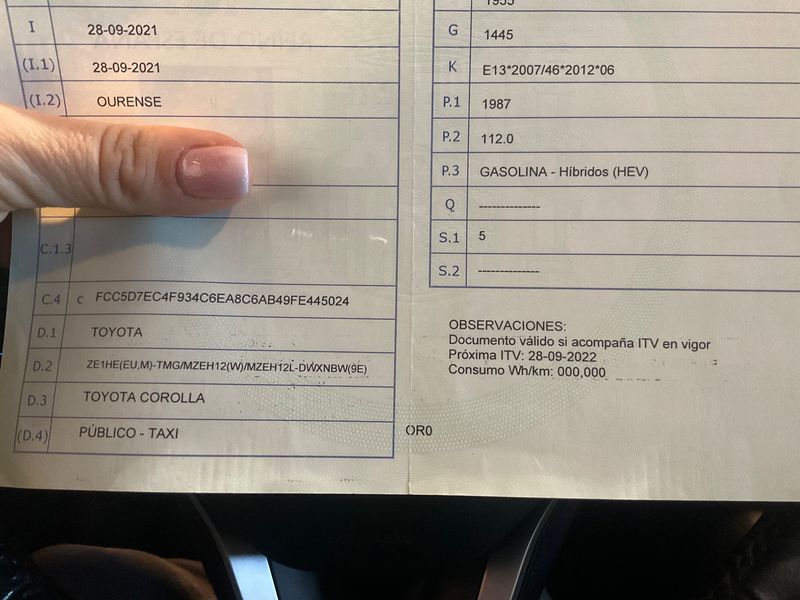 I 28-09-2021
(I.1) 28-09-2021
(I.2) OURENSE
C.1.3
C.4 c FCC5D7EC4F934C6EA8C6AB49FE445024
D.1 TOYOTA
D.2 ZE1HE(EU,M)-TMG/MZEH12(W)/MZEH12L-DWXNBW(9E)
D.3 TOYOTA COROLLA
(D.4) PÚBLICO - TAXI
1955
G 1445
K E13*2007/46*2012*06
P.1 1987
P.2 112.0
P.3 GASOLINA - Híbridos (HEV)
Q --------------
S.1 5
S.2 --------------
OBSERVACIONES:
Documento válido si acompaña ITV en vigor
Próxima ITV: 28-09-2022
Consumo Wh/km: 000,000
OR0